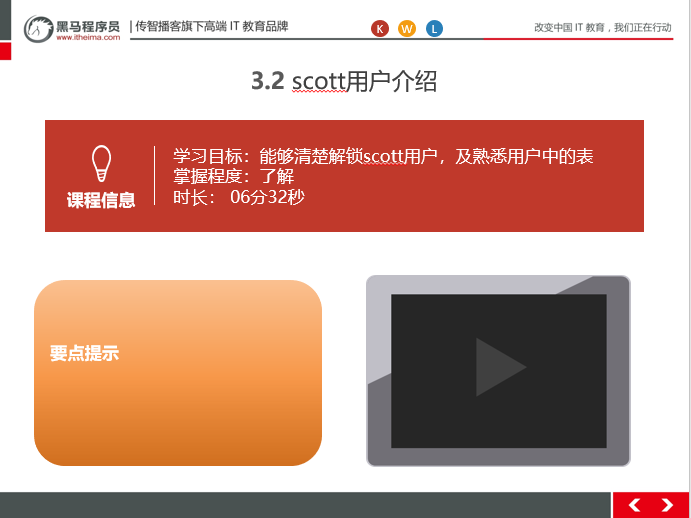 黑马程序员
www.itheima.com
传智播客旗下高端 IT 教育品牌
K W L
改变中国 IT 教育，我们正在行动
3.2 scott用户介绍
课程信息
学习目标：能够清楚解锁scott用户，及熟悉用户中的表
掌握程度：了解
时长： 06分32秒
要点提示